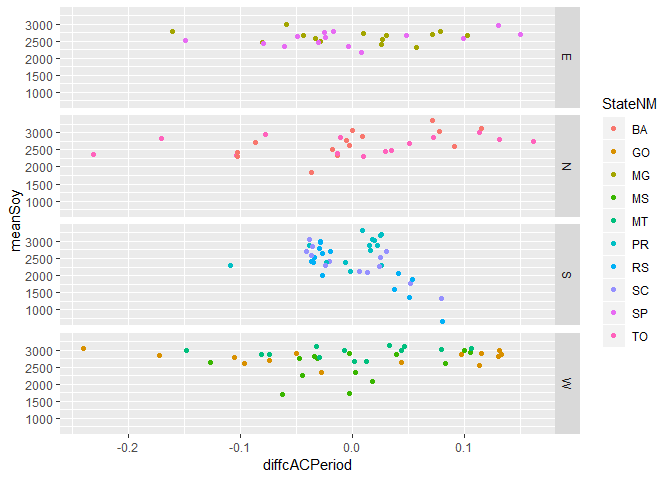 3000
2500
2000
1500
1000
E
3000
2500
2000
1500
1000
N
3000
2500
2000
1500
1000
S
3000
2500
2000
1500
1000
W
meanSoy
-0.2
-0.1
0.0
0.1
diffcACPeriod
StateNM
BA
GO
MG
MS
MT
PR
RS
SC
SP
TO